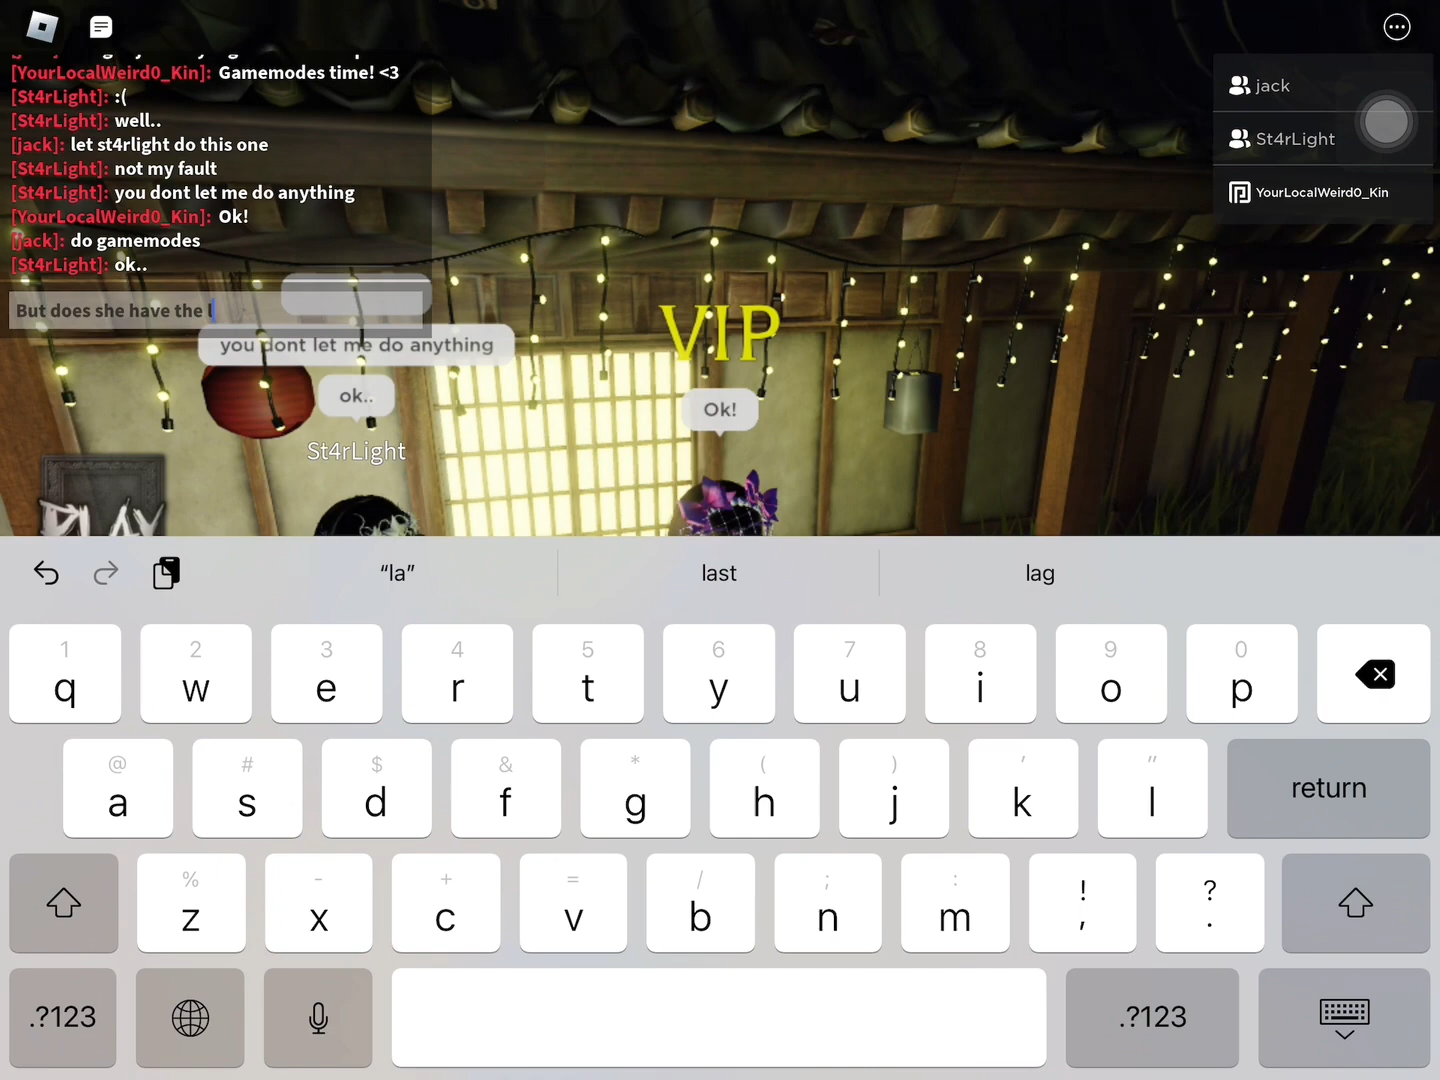 [YourLocalWeird0_Kin]: Gamemodes time! <3
[St4rLight]: :(
[St4rLight]: well..
[jack]: let st4rlight do this one
[St4rLight]: not my fault
[St4rLight]: you dont let me do anything
[YourLocalWeird0_Kin]: Ok!
[jack]: do gamemodes
[St4rLight]: ok..
But does she have the l
jack
St4rLight
YourLocalWeird0_Kin
VIP
you dont let me do anything
ok..
Ok!
St4rLight
PLAY
“la” last lag
1 2 3 4 5 6 7 8 9 0
q w e r t y u i o p
@ # $ & * ( ) ' "
a s d f g h j k l return
% - + = / ; : ! ?
z x c v b n m , .
.?123 .?123